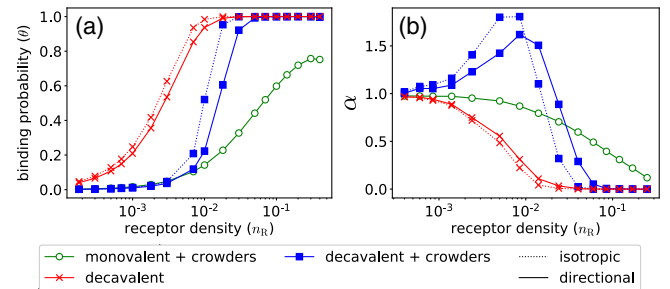 (a)
binding probability (θ)
1.0
0.8
0.6
0.4
0.2
0.0
10⁻³
10⁻²
10⁻¹
receptor density (nR)
(b)
α
1.5
1.0
0.5
0.0
10⁻³
10⁻²
10⁻¹
receptor density (nR)
monovalent + crowders
decavalent + crowders
isotropic
decavalent
directional